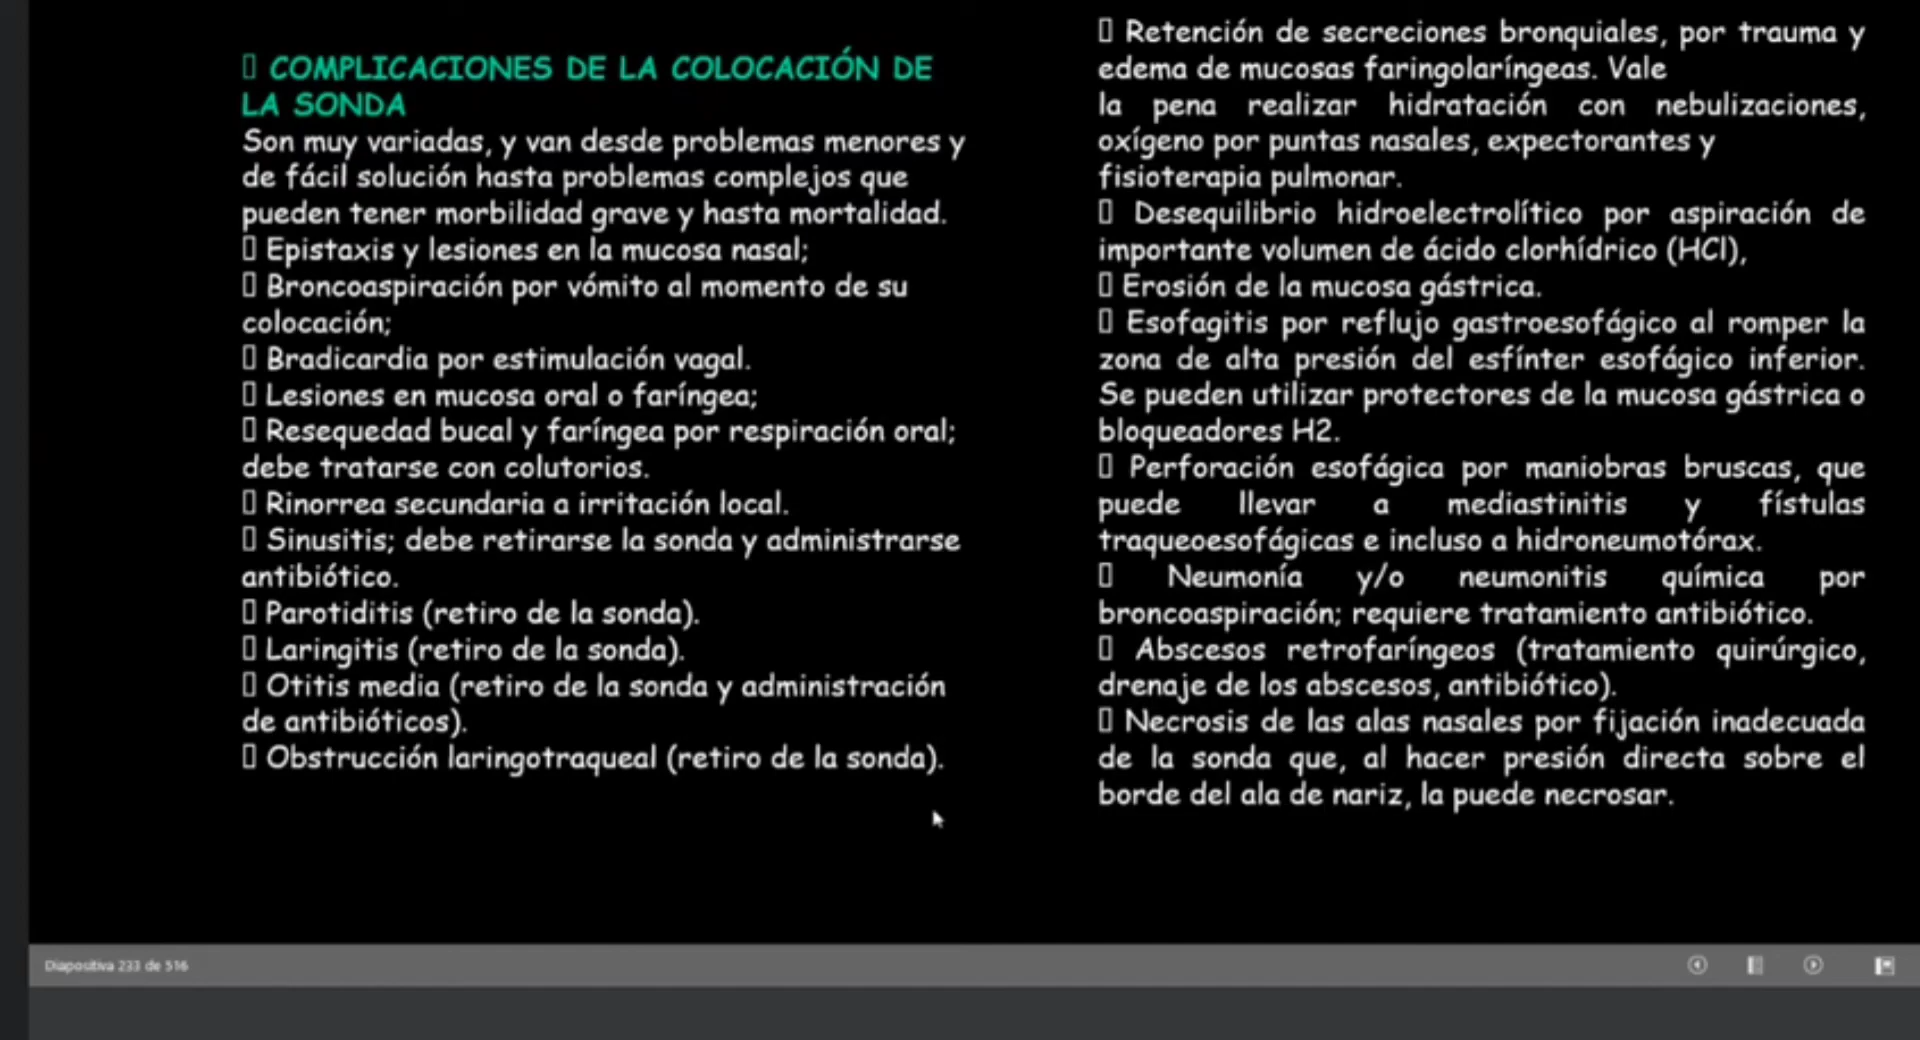 ▯ COMPLICACIONES DE LA COLOCACIÓN DE
LA SONDA
Son muy variadas, y van desde problemas menores y
de fácil solución hasta problemas complejos que
pueden tener morbilidad grave y hasta mortalidad.
▯ Epistaxis y lesiones en la mucosa nasal;
▯ Broncoaspiración por vómito al momento de su
colocación;
▯ Bradicardia por estimulación vagal.
▯ Lesiones en mucosa oral o faríngea;
▯ Resequedad bucal y faríngea por respiración oral;
debe tratarse con colutorios.
▯ Rinorrea secundaria a irritación local.
▯ Sinusitis; debe retirarse la sonda y administrarse
antibiótico.
▯ Parotiditis (retiro de la sonda).
▯ Laringitis (retiro de la sonda).
▯ Otitis media (retiro de la sonda y administración
de antibióticos).
▯ Obstrucción laringotraqueal (retiro de la sonda).
▯ Retención de secreciones bronquiales, por trauma y
edema de mucosas faringolaríngeas. Vale
la pena realizar hidratación con nebulizaciones,
oxígeno por puntas nasales, expectorantes y
fisioterapia pulmonar.
▯ Desequilibrio hidroelectrolítico por aspiración de
importante volumen de ácido clorhídrico (HCl),
▯ Erosión de la mucosa gástrica.
▯ Esofagitis por reflujo gastroesofágico al romper la
zona de alta presión del esfínter esofágico inferior.
Se pueden utilizar protectores de la mucosa gástrica o
bloqueadores H2.
▯ Perforación esofágica por maniobras bruscas, que
puede llevar a mediastinitis y fístulas
traqueoesofágicas e incluso a hidroneumotórax.
▯ Neumonía y/o neumonitis química por
broncoaspiración; requiere tratamiento antibiótico.
▯ Abscesos retrofaríngeos (tratamiento quirúrgico,
drenaje de los abscesos, antibiótico).
▯ Necrosis de las alas nasales por fijación inadecuada
de la sonda que, al hacer presión directa sobre el
borde del ala de nariz, la puede necrosar.
Diapositiva 233 de 516